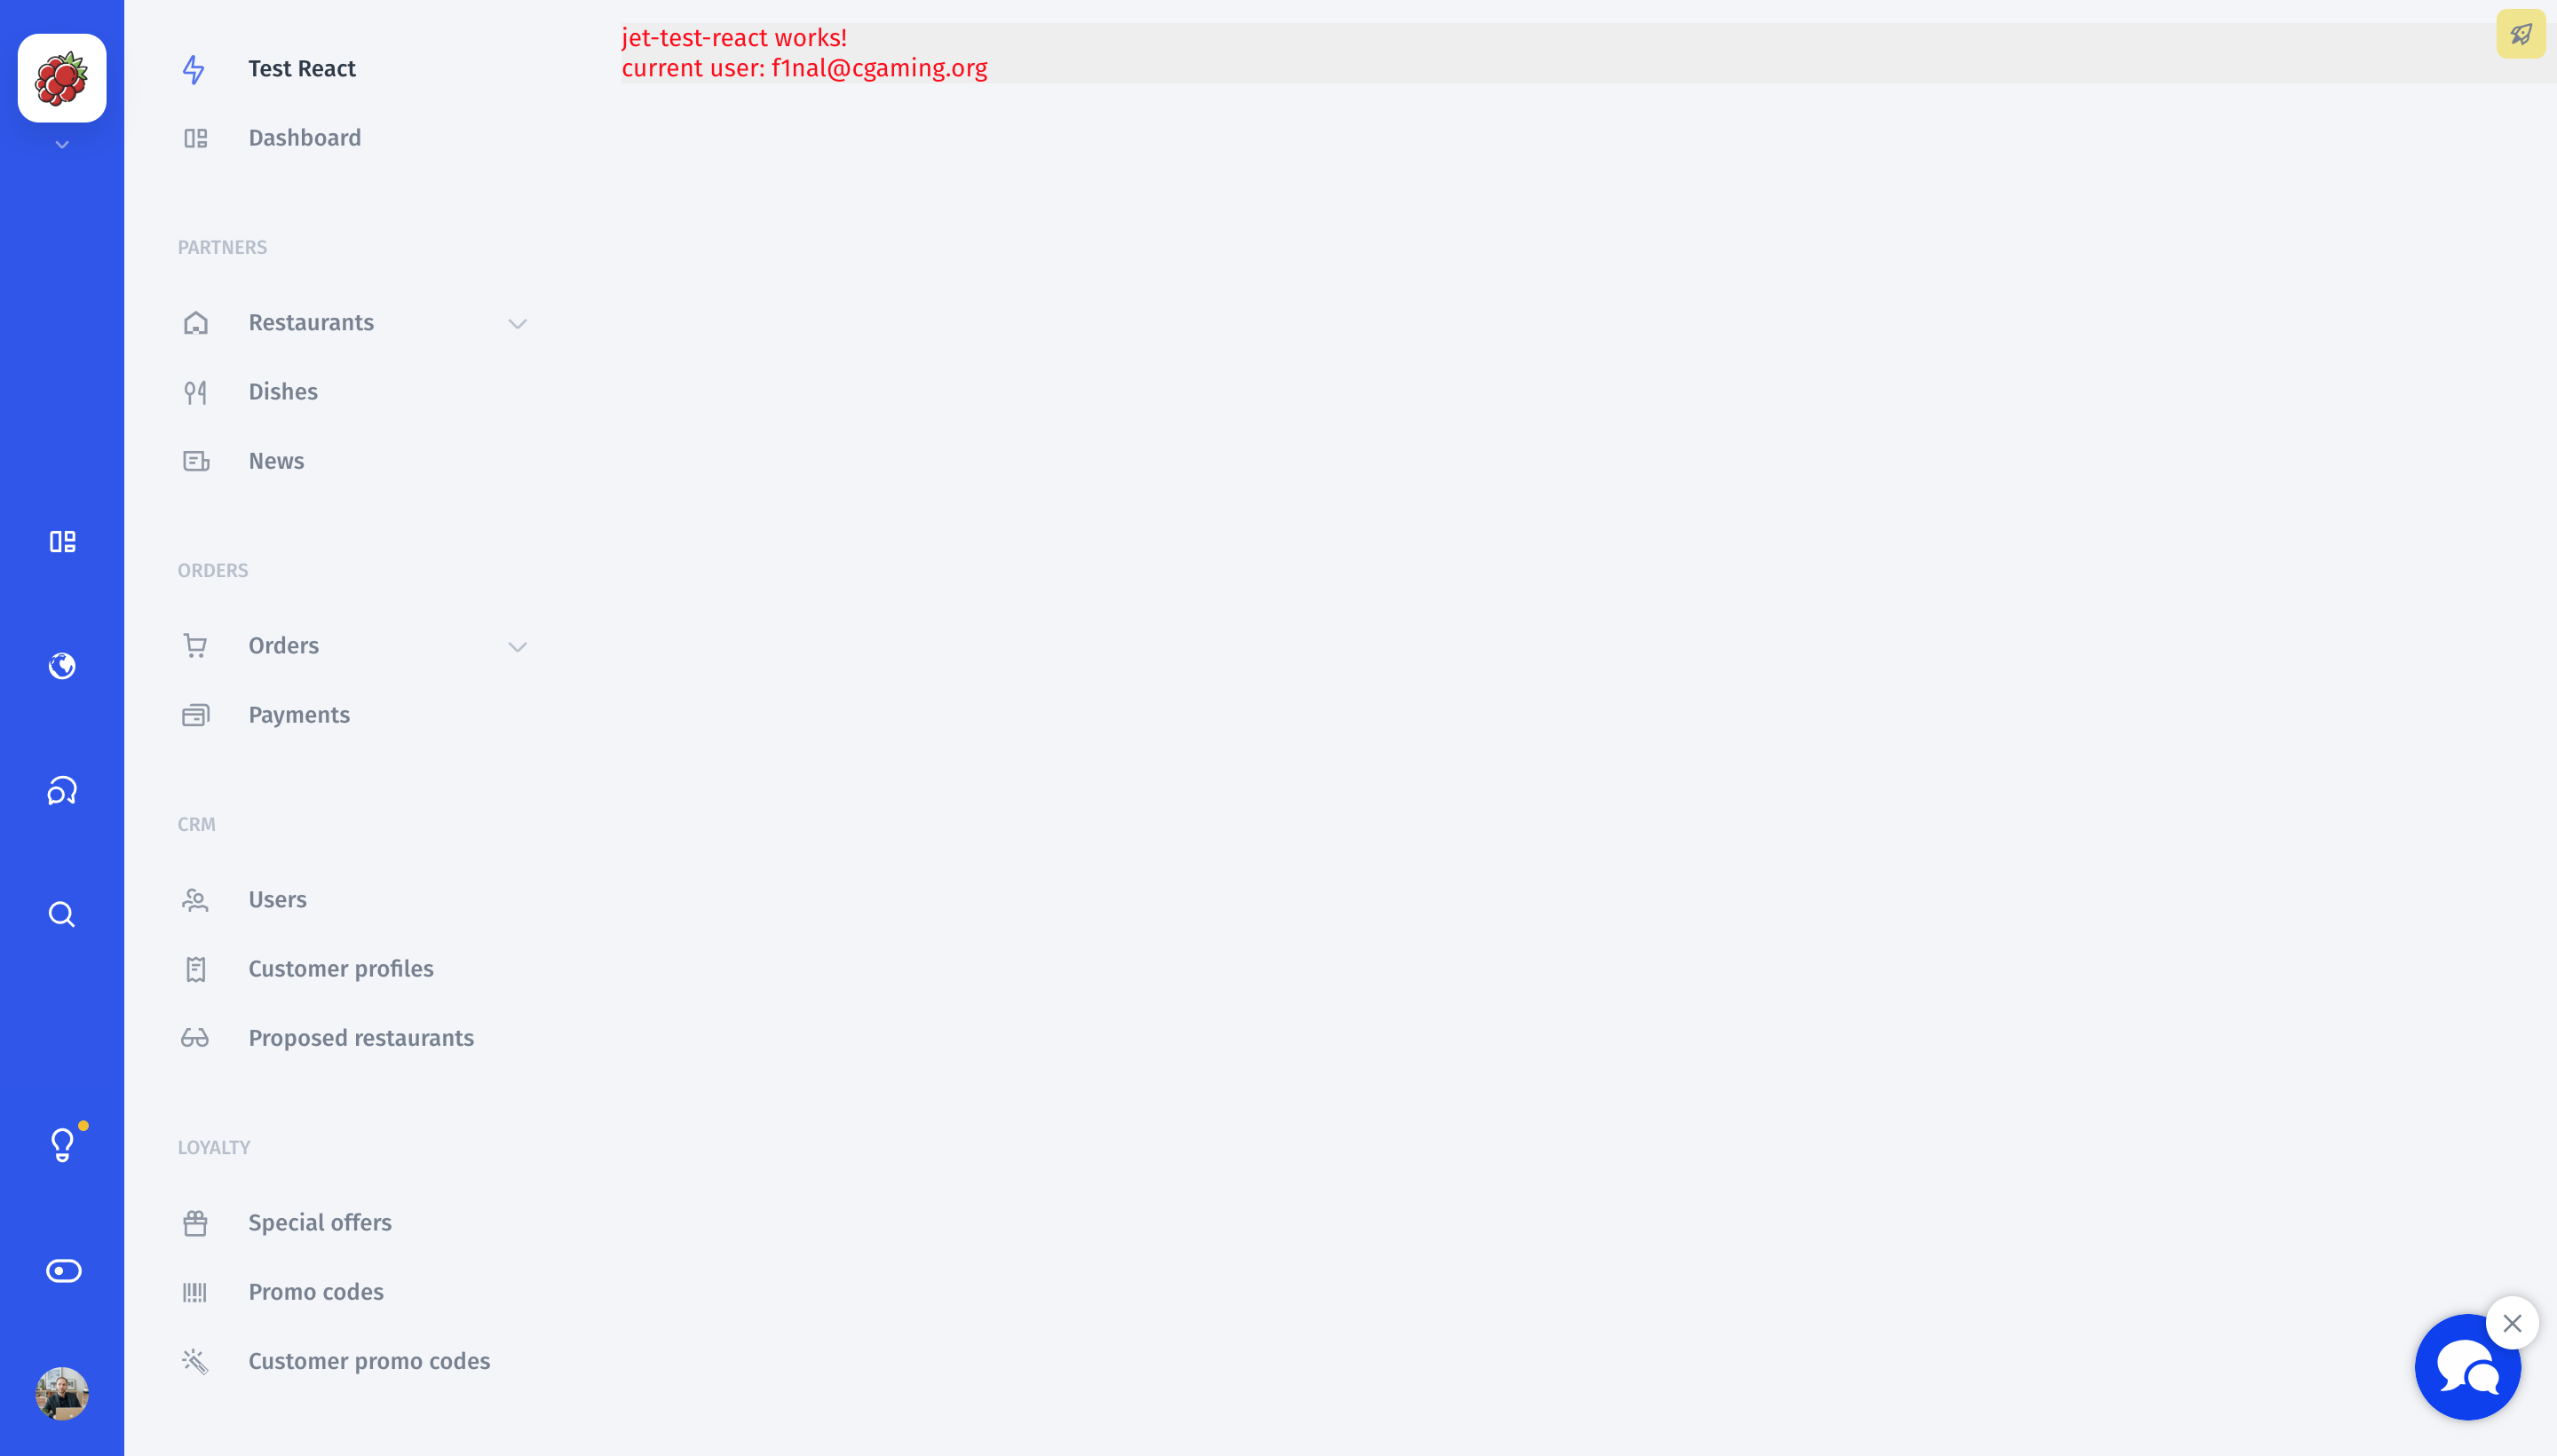 Test React
Dashboard
PARTNERS
Restaurants
Dishes
News
ORDERS
Orders
Payments
CRM
Users
Customer profiles
Proposed restaurants
LOYALTY
Special offers
Promo codes
Customer promo codes
jet-test-react works!
current user: f1nal@cgaming.org